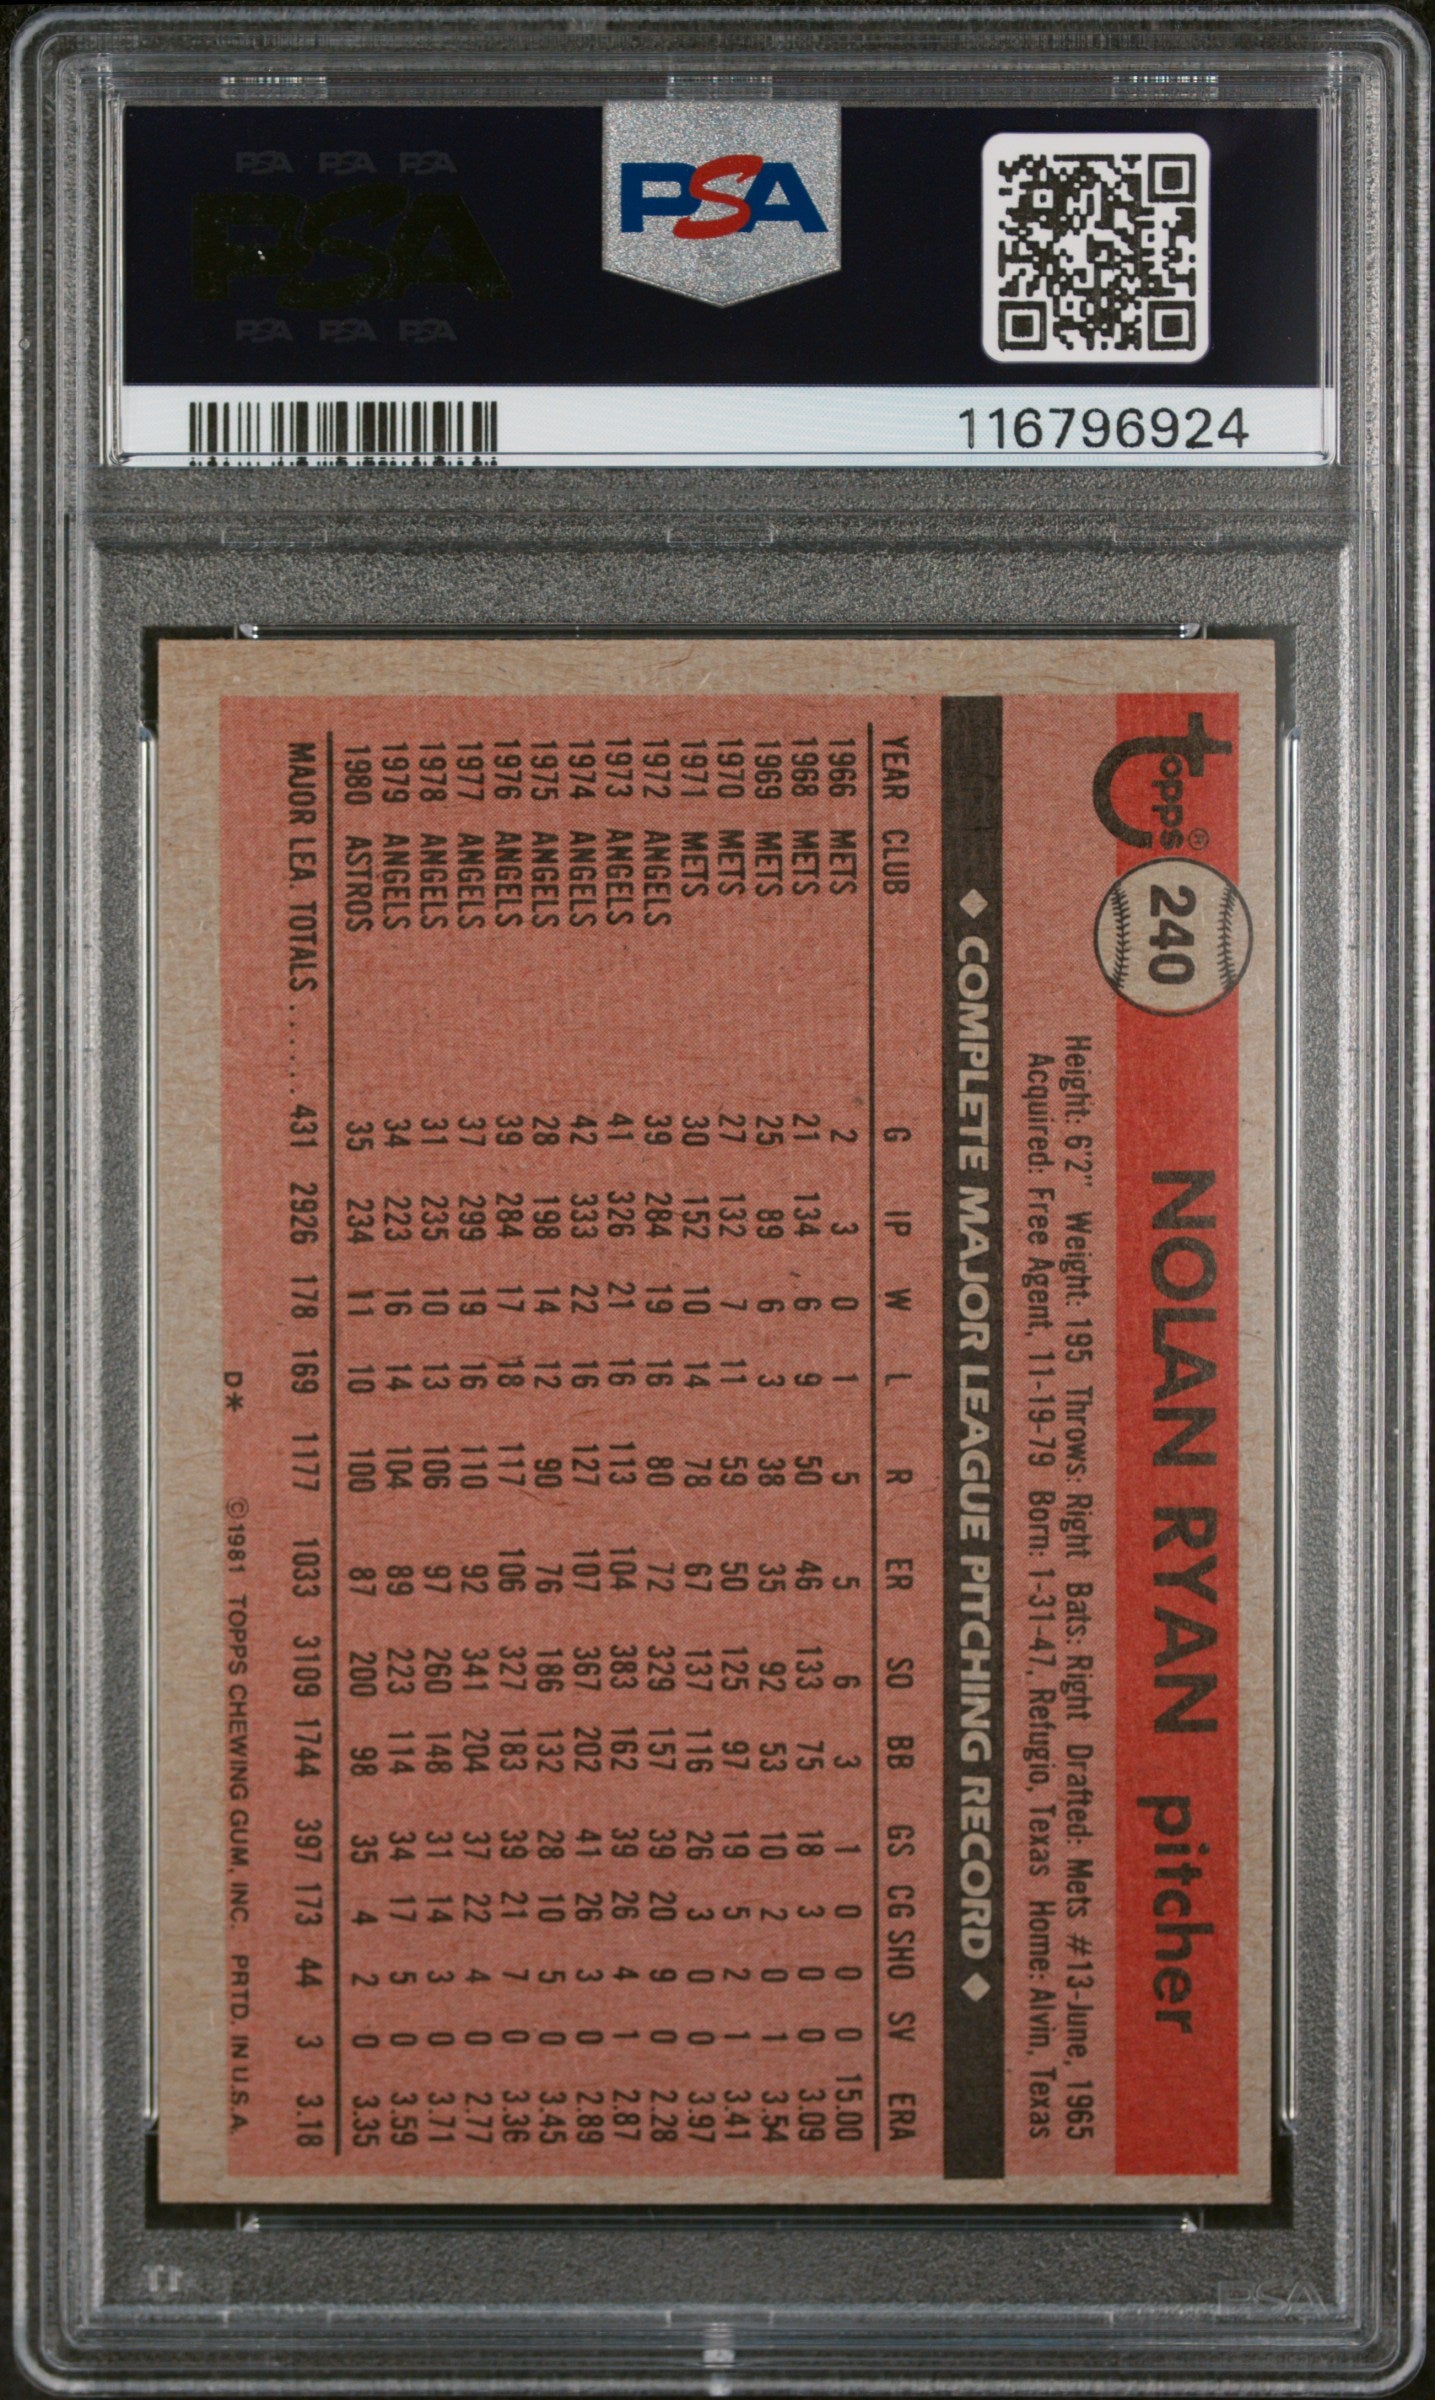 PSA PSA PSA
PSA
PSA PSA PSA
PSA
116796924
topps®
240
NOLAN RYAN pitcher
Height: 6'2" Weight: 195 Throws: Right Bats: Right Drafted: Mets #13-June, 1965
Acquired: Free Agent, 11-19-79 Born: 1-31-47, Refugio, Texas Home: Alvin, Texas
◆ COMPLETE MAJOR LEAGUE PITCHING RECORD ◆
YEAR CLUB G IP W L R ER SO BB GS CG SHO SV ERA
1966 METS 2 3 0 1 5 5 6 3 1 0 0 0 15.00
1968 METS 21 134 6 9 50 46 133 75 18 3 0 0 3.09
1969 METS 25 89 6 3 38 35 92 53 10 2 0 1 3.54
1970 METS 27 132 7 11 59 50 125 97 19 5 2 1 3.41
1971 METS 30 152 10 14 78 67 137 116 26 3 0 0 3.97
1972 ANGELS 39 284 19 16 80 72 329 157 39 20 9 0 2.28
1973 ANGELS 41 326 21 16 113 104 383 162 39 26 4 1 2.87
1974 ANGELS 42 333 22 16 127 107 367 202 41 26 3 0 2.89
1975 ANGELS 28 198 14 12 90 76 186 132 28 10 5 0 3.45
1976 ANGELS 39 284 17 18 117 106 327 183 39 21 7 0 3.36
1977 ANGELS 37 299 19 16 110 92 341 204 37 22 4 0 2.77
1978 ANGELS 31 235 10 13 106 97 260 148 31 14 3 0 3.71
1979 ANGELS 34 223 16 14 104 89 223 114 34 17 5 0 3.59
1980 ASTROS 35 234 11 10 100 87 200 98 35 4 2 0 3.35
MAJOR LEA. TOTALS ...... 431 2926 178 169 1177 1033 3109 1744 397 173 44 3 3.18
D* ©1981 TOPPS CHEWING GUM, INC. PRTD. IN U.S.A.
PSA